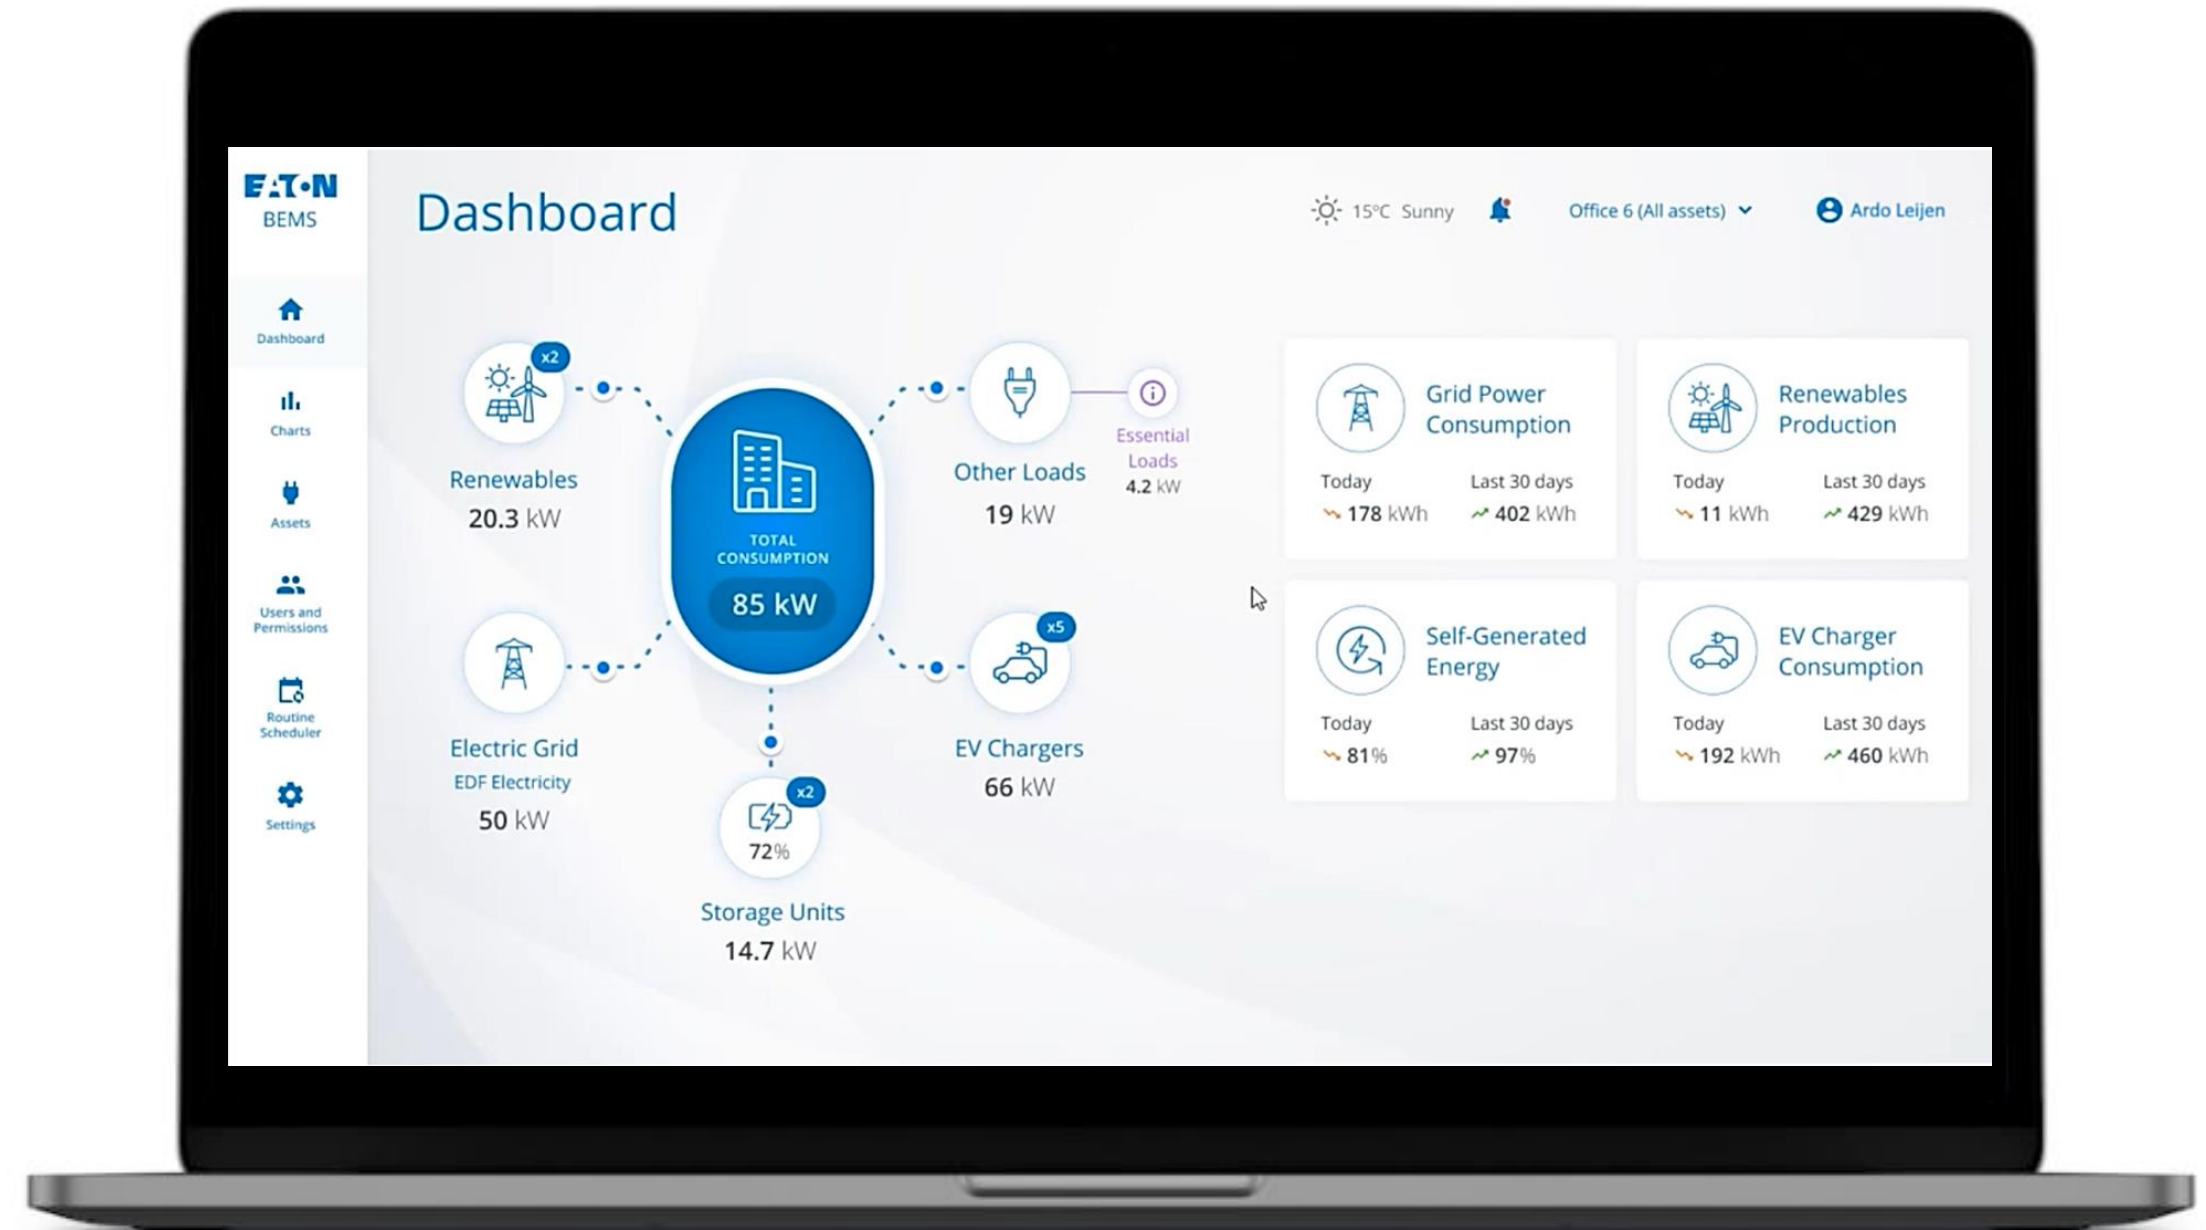 EATON
BEMS
Dashboard
Charts
Assets
Users and
Permissions
Routine
Scheduler
Settings
Dashboard
15°C Sunny
Office 6 (All assets)
Ardo Leijen
x2
Renewables
20.3 kW
TOTAL
CONSUMPTION
85 kW
Other Loads
19 kW
Essential
Loads
4.2 kW
Electric Grid
EDF Electricity
50 kW
x2
72%
Storage Units
14.7 kW
x5
EV Chargers
66 kW
Grid Power
Consumption
Today Last 30 days
178 kWh 402 kWh
Renewables
Production
Today Last 30 days
11 kWh 429 kWh
Self-Generated
Energy
Today Last 30 days
81% 97%
EV Charger
Consumption
Today Last 30 days
192 kWh 460 kWh